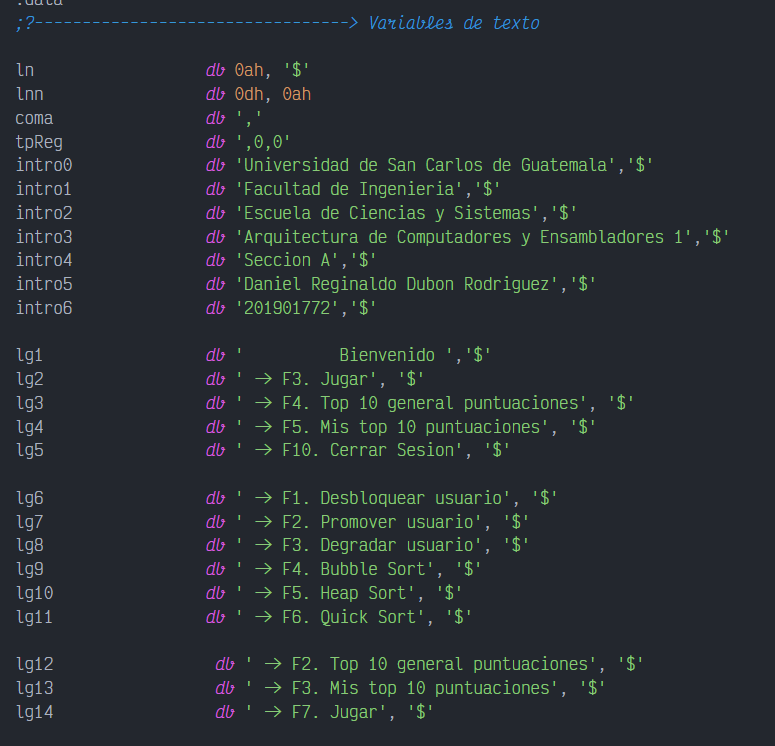 .data
;?---------------------------------> Variables de texto
ln db 0ah, '$'
lnn db 0dh, 0ah
coma db ','
tpReg db ',0,0'
intro0 db 'Universidad de San Carlos de Guatemala','$'
intro1 db 'Facultad de Ingenieria','$'
intro2 db 'Escuela de Ciencias y Sistemas','$'
intro3 db 'Arquitectura de Computadores y Ensambladores 1','$'
intro4 db 'Seccion A','$'
intro5 db 'Daniel Reginaldo Dubon Rodriguez','$'
intro6 db '201901772','$'
lg1 db '          Bienvenido ','$'
lg2 db ' -> F3. Jugar', '$'
lg3 db ' -> F4. Top 10 general puntuaciones', '$'
lg4 db ' -> F5. Mis top 10 puntuaciones', '$'
lg5 db ' -> F10. Cerrar Sesion', '$'
lg6 db ' -> F1. Desbloquear usuario', '$'
lg7 db ' -> F2. Promover usuario', '$'
lg8 db ' -> F3. Degradar usuario', '$'
lg9 db ' -> F4. Bubble Sort', '$'
lg10 db ' -> F5. Heap Sort', '$'
lg11 db ' -> F6. Quick Sort', '$'
lg12 db ' -> F2. Top 10 general puntuaciones', '$'
lg13 db ' -> F3. Mis top 10 puntuaciones', '$'
lg14 db ' -> F7. Jugar', '$'